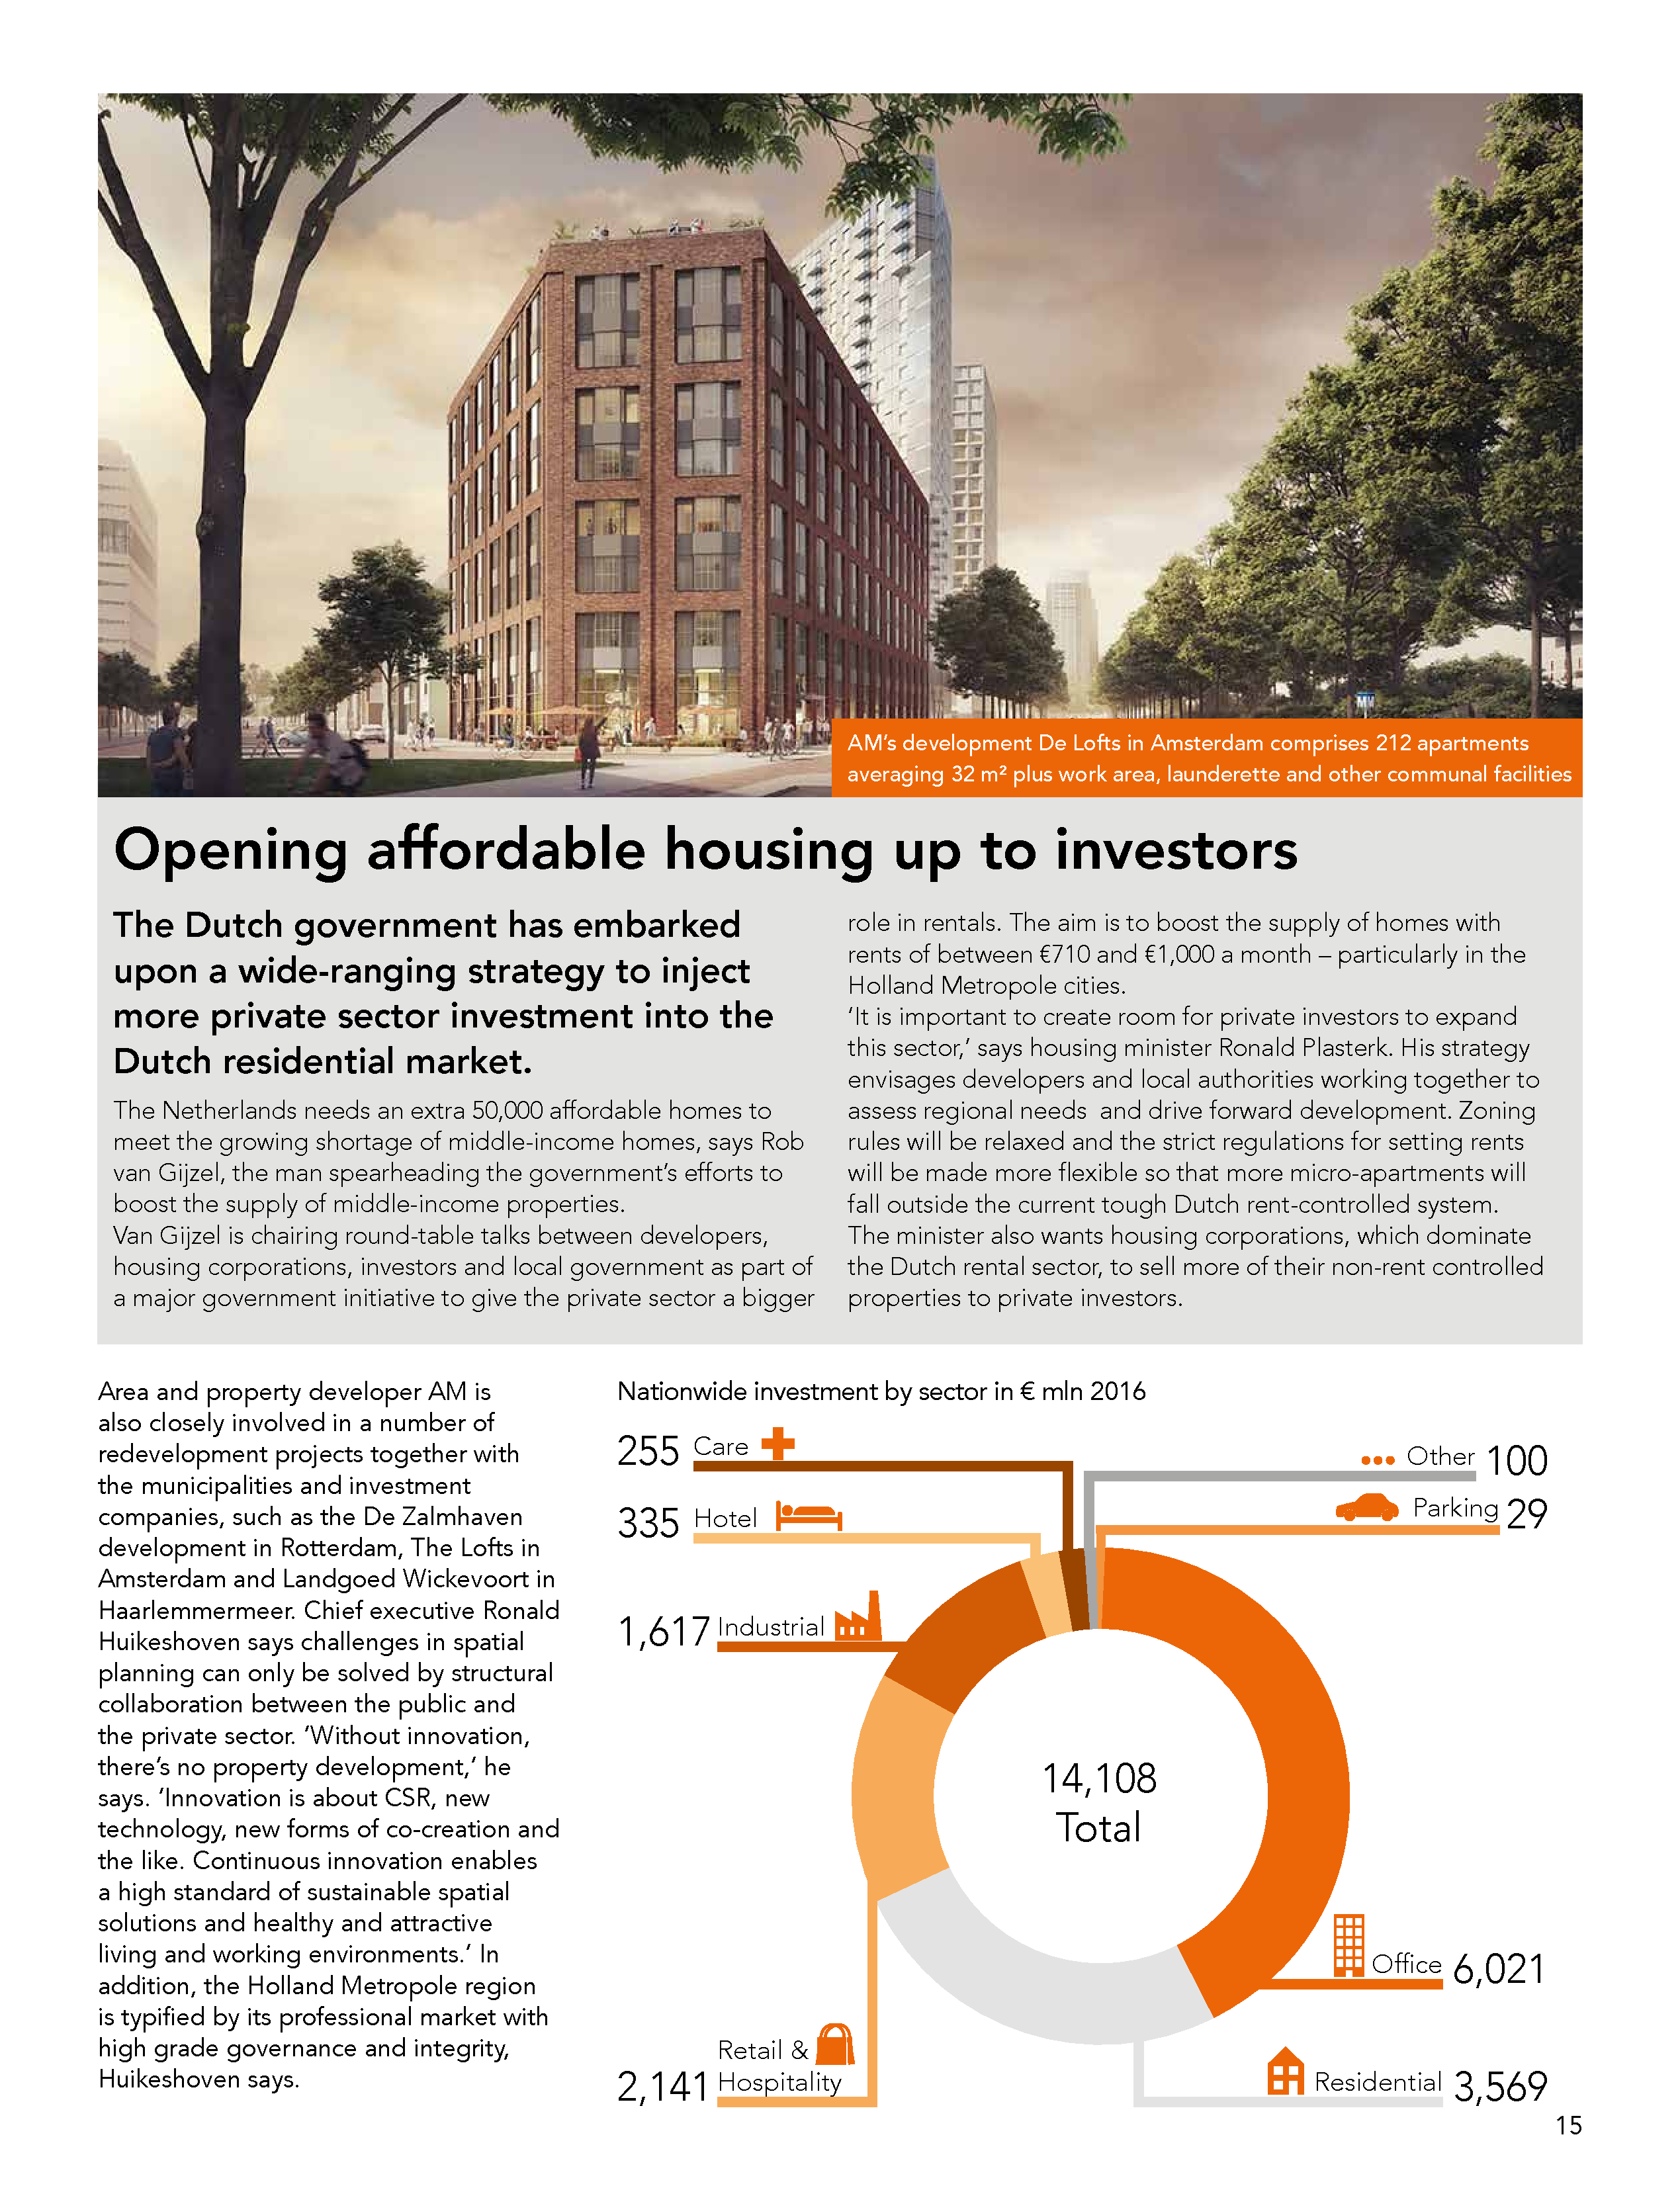 AM's development De Lofts in Amsterdam comprises 212 apartments
averaging 32 m² plus work area, launderette and other communal facilities
Opening affordable housing up to investors
The Dutch government has embarked
upon a wide-ranging strategy to inject
more private sector investment into the
Dutch residential market.
The Netherlands needs an extra 50,000 affordable homes to
meet the growing shortage of middle-income homes, says Rob
van Gijzel, the man spearheading the government's efforts to
boost the supply of middle-income properties.
Van Gijzel is chairing round-table talks between developers,
housing corporations, investors and local government as part of
a major government initiative to give the private sector a bigger
role in rentals. The aim is to boost the supply of homes with
rents of between €710 and €1,000 a month – particularly in the
Holland Metropole cities.
'It is important to create room for private investors to expand
this sector,' says housing minister Ronald Plasterk. His strategy
envisages developers and local authorities working together to
assess regional needs and drive forward development. Zoning
rules will be relaxed and the strict regulations for setting rents
will be made more flexible so that more micro-apartments will
fall outside the current tough Dutch rent-controlled system.
The minister also wants housing corporations, which dominate
the Dutch rental sector, to sell more of their non-rent controlled
properties to private investors.
Area and property developer AM is
also closely involved in a number of
redevelopment projects together with
the municipalities and investment
companies, such as the De Zalmhaven
development in Rotterdam, The Lofts in
Amsterdam and Landgoed Wickevoort in
Haarlemmermeer. Chief executive Ronald
Huikeshoven says challenges in spatial
planning can only be solved by structural
collaboration between the public and
the private sector. 'Without innovation,
there's no property development,' he
says. 'Innovation is about CSR, new
technology, new forms of co-creation and
the like. Continuous innovation enables
a high standard of sustainable spatial
solutions and healthy and attractive
living and working environments.' In
addition, the Holland Metropole region
is typified by its professional market with
high grade governance and integrity,
Huikeshoven says.
Nationwide investment by sector in € mln 2016
255 Care
Other 100
335 Hotel
Parking 29
1,617 Industrial
14,108
Total
Office 6,021
Retail &
2,141 Hospitality
Residential 3,569
15